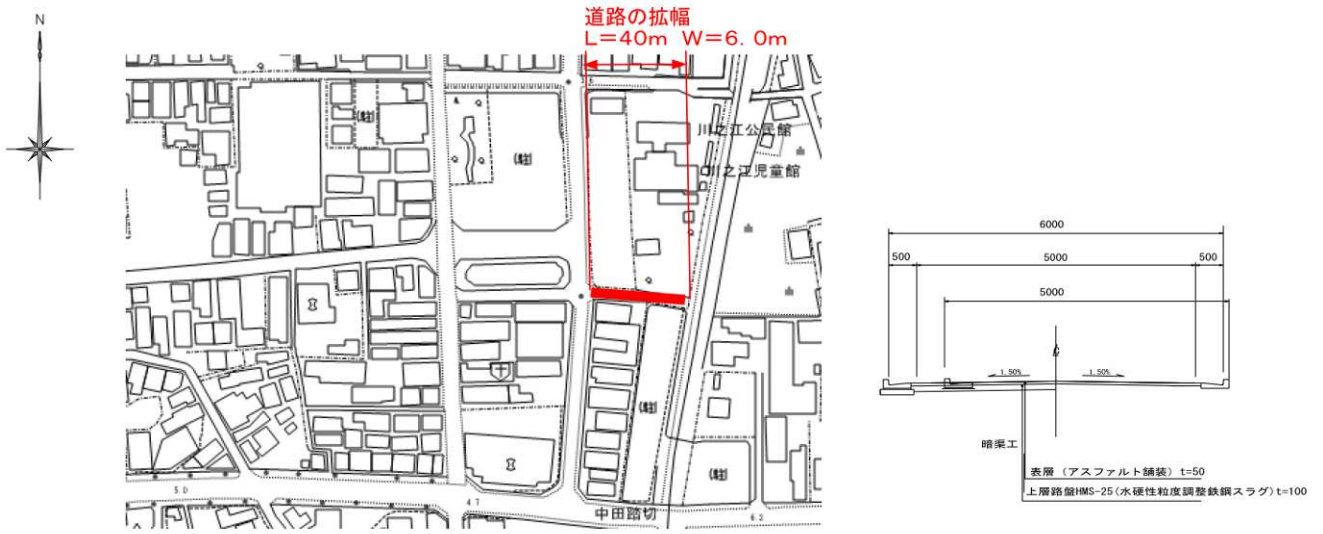 N
道路の拡幅
L=40m W=6.0m
川之江公民館
川之江児童館
(駐)
(駐)
(駐)
(駐)
(駐)
5.0
4.7
中田踏切
6.2
6000
500
5000
500
5000
1.50%
1.50%
暗渠工
表層（アスファルト舗装）t=50
上層路盤HMS-25(水硬性粒度調整鉄鋼スラグ)t=100